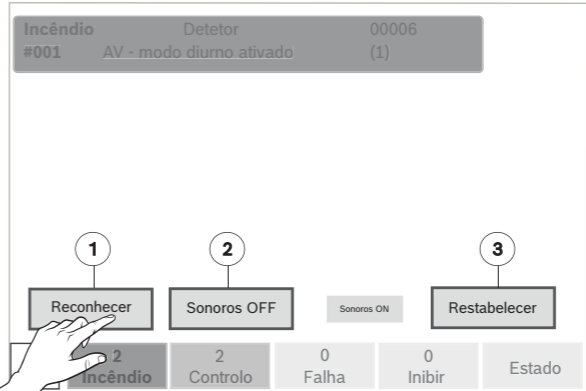 Incêndio Detetor 00006
#001 AV - modo diurno ativado (1)
1 2 3
Reconhecer Sonoros OFF Sonoros ON Restabelecer
2 2 0 0
Incêndio Controlo Falha Inibir Estado